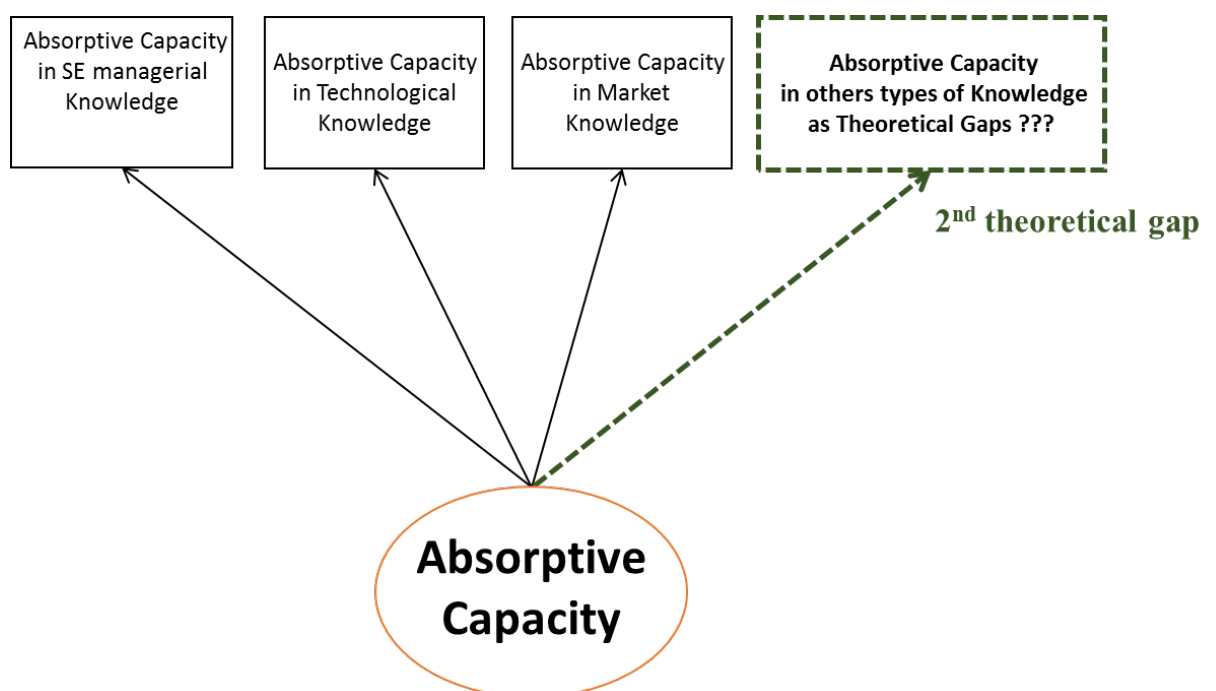 Absorptive Capacity
in SE managerial
Knowledge
Absorptive Capacity
in Technological
Knowledge
Absorptive Capacity
in Market
Knowledge
Absorptive Capacity
in others types of Knowledge
as Theoretical Gaps ???
2nd theoretical gap
Absorptive
Capacity